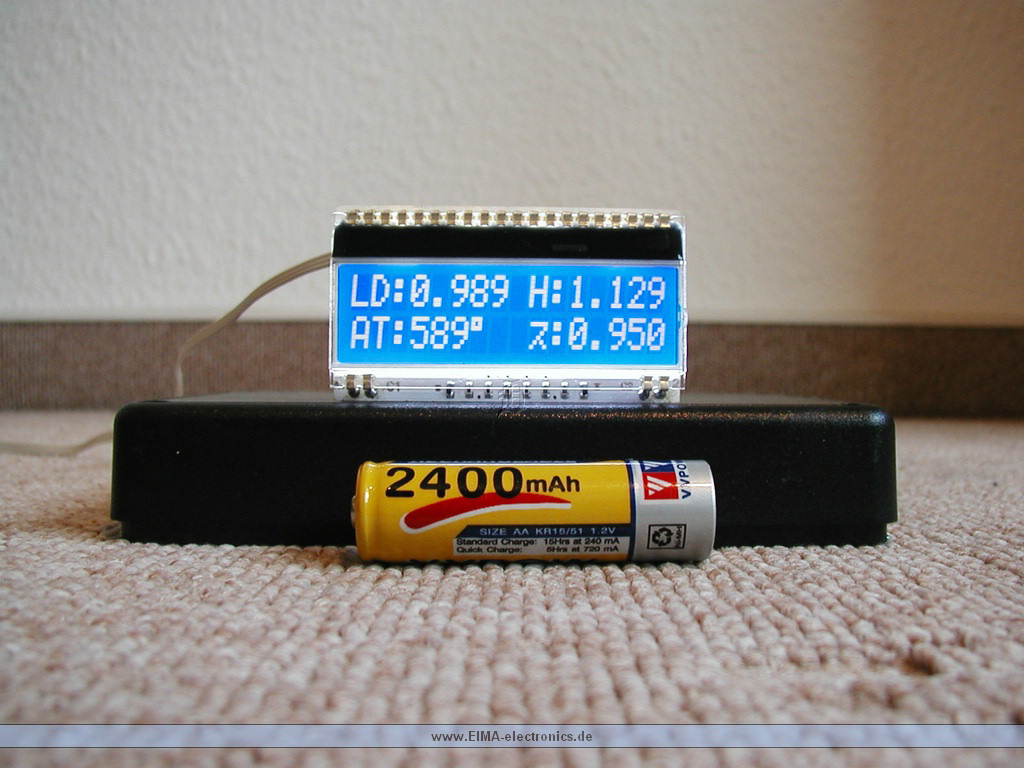 LD:0.989 H:1.129
AT:589° λ:0.950
2400mAh
SIZE AA KR15/51 1.2V
Standard Charge: 15Hrs at 240 mA
Quick Charge: 5Hrs at 720 mA
www.EIMA-electronics.de